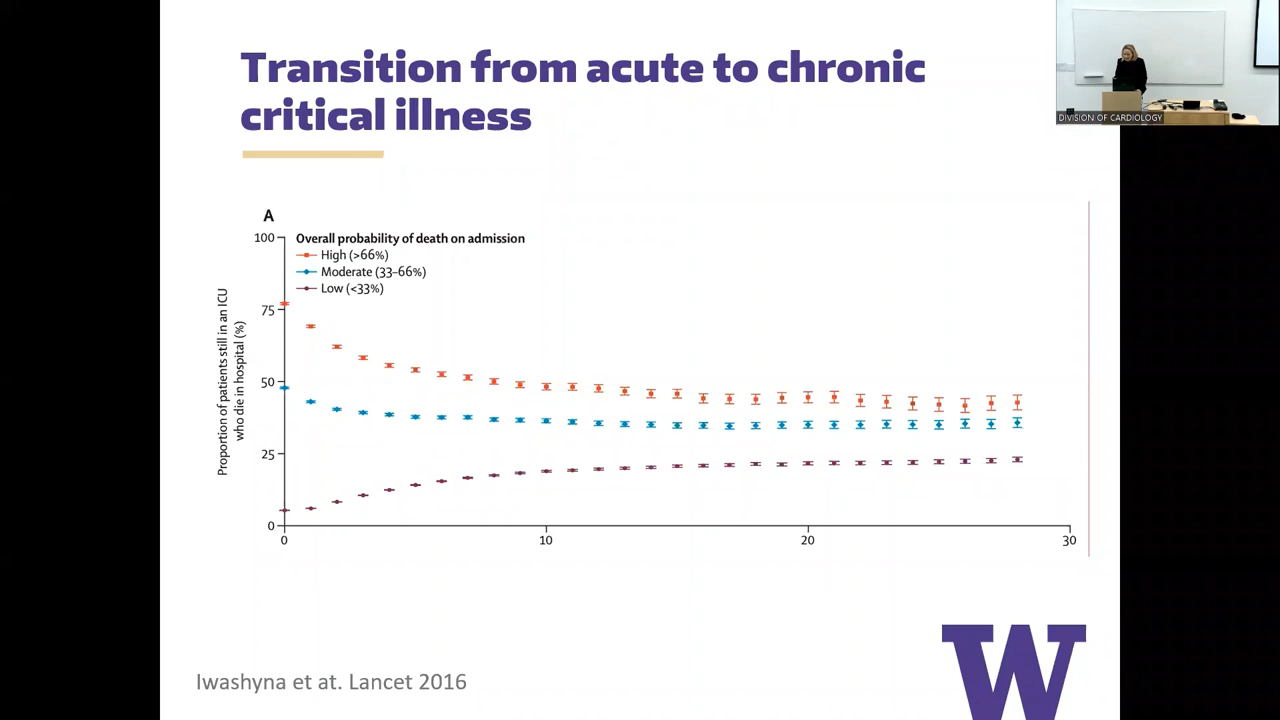 Transition from acute to chronic
critical illness
DIVISION OF CARDIOLOGY
A
Overall probability of death on admission
High (>66%)
Moderate (33–66%)
Low (<33%)
Proportion of patients still in an ICU
who die in hospital (%)
100
75
50
25
0
0 10 20 30
Iwashyna et at. Lancet 2016
W